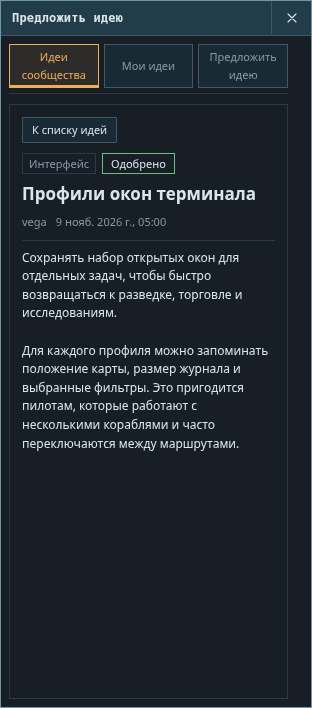 Предложить идею
Идеи
сообщества
Мои идеи
Предложить
идею
К списку идей
Интерфейс
Одобрено
Профили окон терминала
vega 9 нояб. 2026 г., 05:00
Сохранять набор открытых окон для
отдельных задач, чтобы быстро
возвращаться к разведке, торговле и
исследованиям.
Для каждого профиля можно запоминать
положение карты, размер журнала и
выбранные фильтры. Это пригодится
пилотам, которые работают с
несколькими кораблями и часто
переключаются между маршрутами.